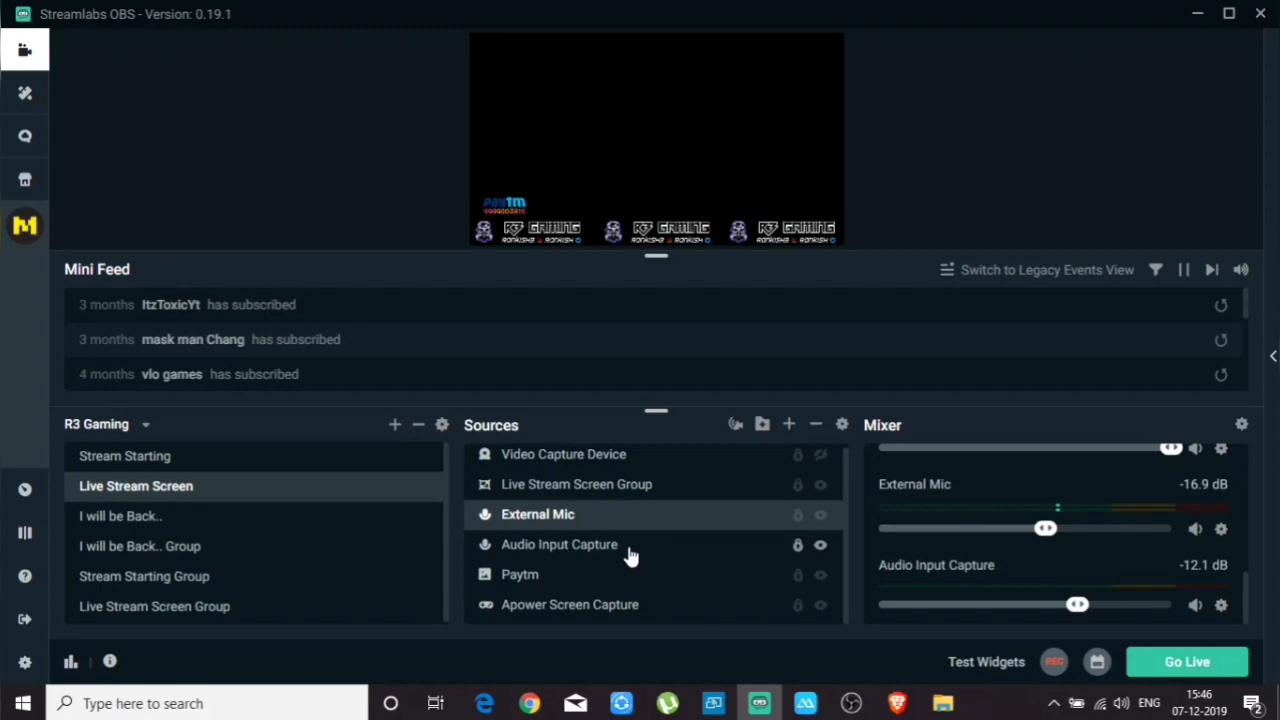 Streamlabs OBS - Version: 0.19.1
paytm
R3 GAMING R3 GAMING R3 GAMING
Mini Feed
Switch to Legacy Events View
3 months ItzToxicYt has subscribed
3 months mask man Chang has subscribed
4 months vlo games has subscribed
R3 Gaming
Stream Starting
Live Stream Screen
I will be Back..
I will be Back.. Group
Stream Starting Group
Live Stream Screen Group
Sources
Video Capture Device
Live Stream Screen Group
External Mic
Audio Input Capture
Paytm
Apower Screen Capture
Mixer
External Mic -16.9 dB
Audio Input Capture -12.1 dB
Test Widgets REC Go Live
Type here to search
ENG
15:46
07-12-2019
2